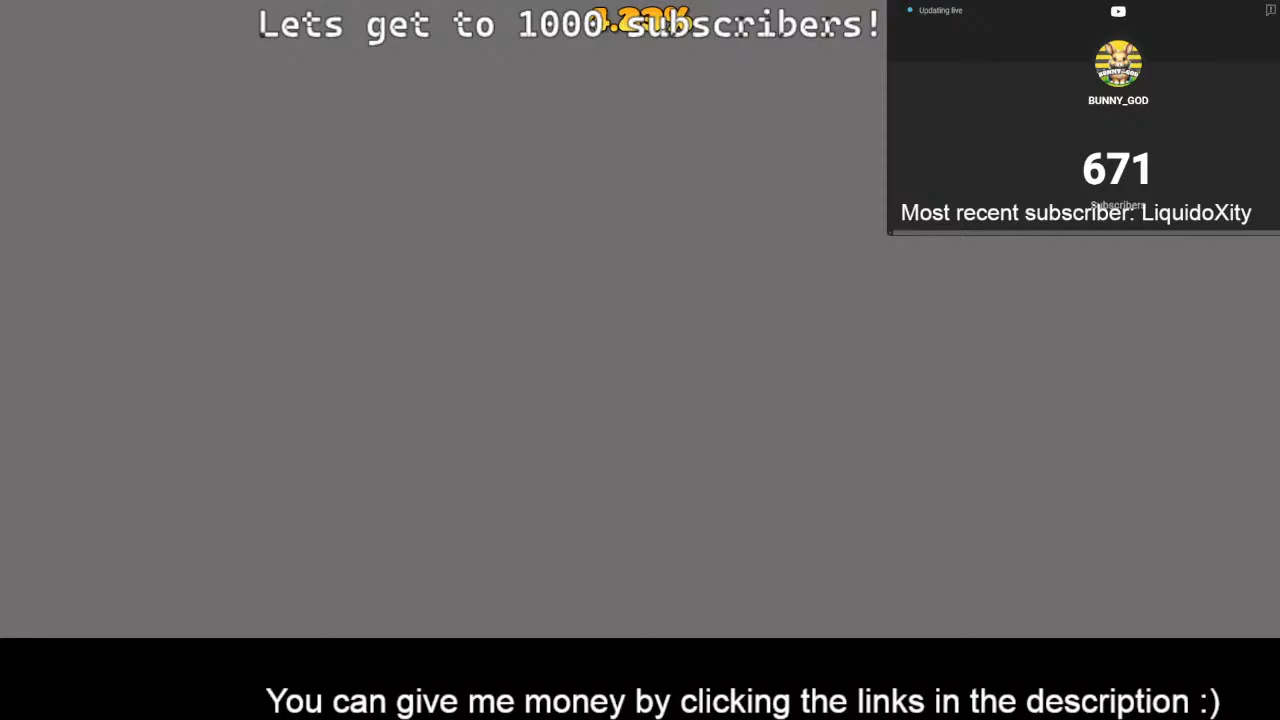 Lets get to 1000 subscribers!
Updating live
BUNNY_GOD
671
Subscribers
Most recent subscriber: LiquidoXity
You can give me money by clicking the links in the description :)